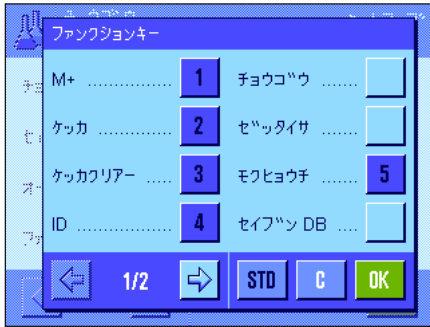 ファンクションキー
M+ .............. 1
チョウゴウ .......
ケッカ ............. 2
ゼッタイサ .......
ケッカクリアー ..... 3
モクヒョウチ ....... 5
ID ................. 4
セイブン DB ....
1/2
STD
C
OK